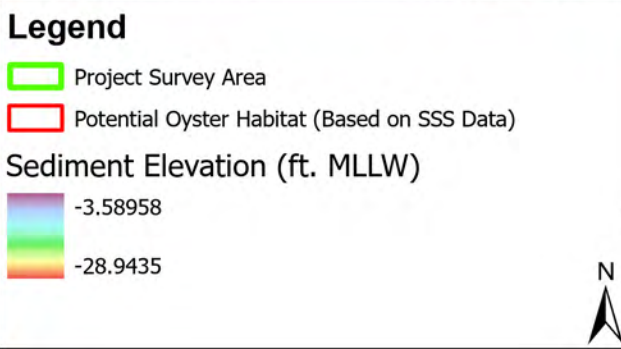 Legend
Project Survey Area
Potential Oyster Habitat (Based on SSS Data)
Sediment Elevation (ft. MLLW)
-3.58958
-28.9435
N